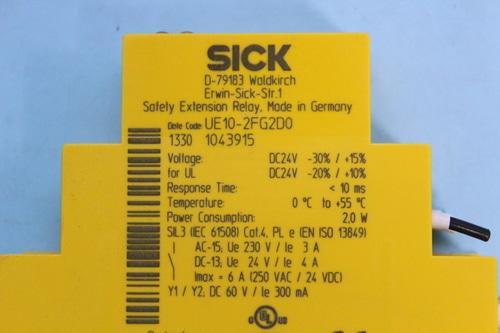 SICK
D-79183 Waldkirch
Erwin-Sick-Str.1
Safety Extension Relay, Made in Germany
Date Code: UE10-2FG2D0
1330 1043915
Voltage: DC24V -30% / +15%
for UL DC24V -20% / +10%
Response Time: < 10 ms
Temperature: 0 °C to +55 °C
Power Consumption: 2.0 W
SIL3 (IEC 61508) Cat.4, PL e (EN ISO 13849)
AC-15; Ue 230 V / Ie 3 A
DC-13; Ue 24 V / Ie 4 A
Imax = 6 A (250 VAC / 24 VDC)
Y1 / Y2; DC 60 V / Ie 300 mA
c UL us